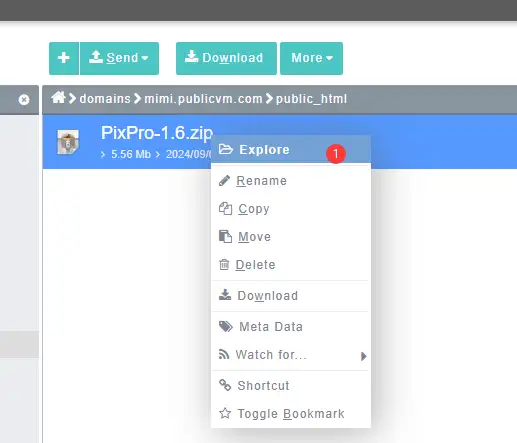 Send
Download
More
domains mimi.publicvm.com public_html
PixPro-1.6.zip
5.56 Mb 2024/09/
Explore
1
Rename
Copy
Move
Delete
Download
Meta Data
Watch for...
Shortcut
Toggle Bookmark